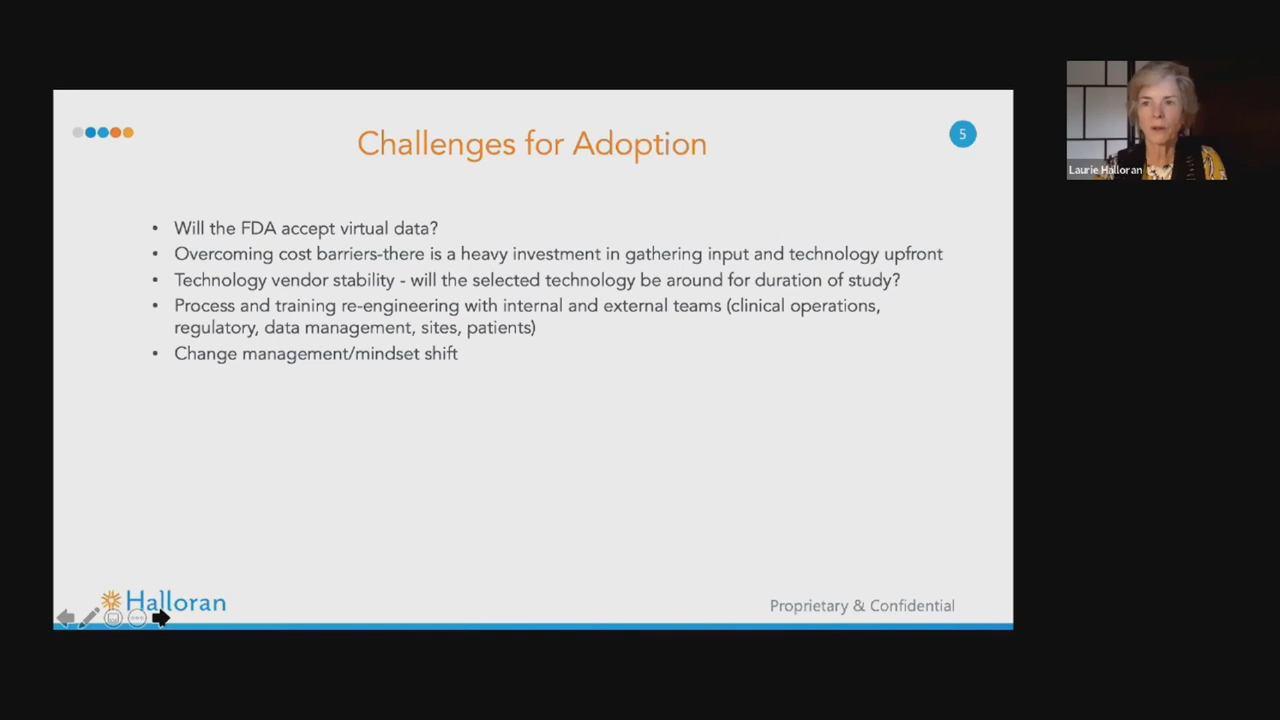 Challenges for Adoption
5
• Will the FDA accept virtual data?
• Overcoming cost barriers-there is a heavy investment in gathering input and technology upfront
• Technology vendor stability - will the selected technology be around for duration of study?
• Process and training re-engineering with internal and external teams (clinical operations,
regulatory, data management, sites, patients)
• Change management/mindset shift
Halloran
Proprietary & Confidential
Laurie Halloran